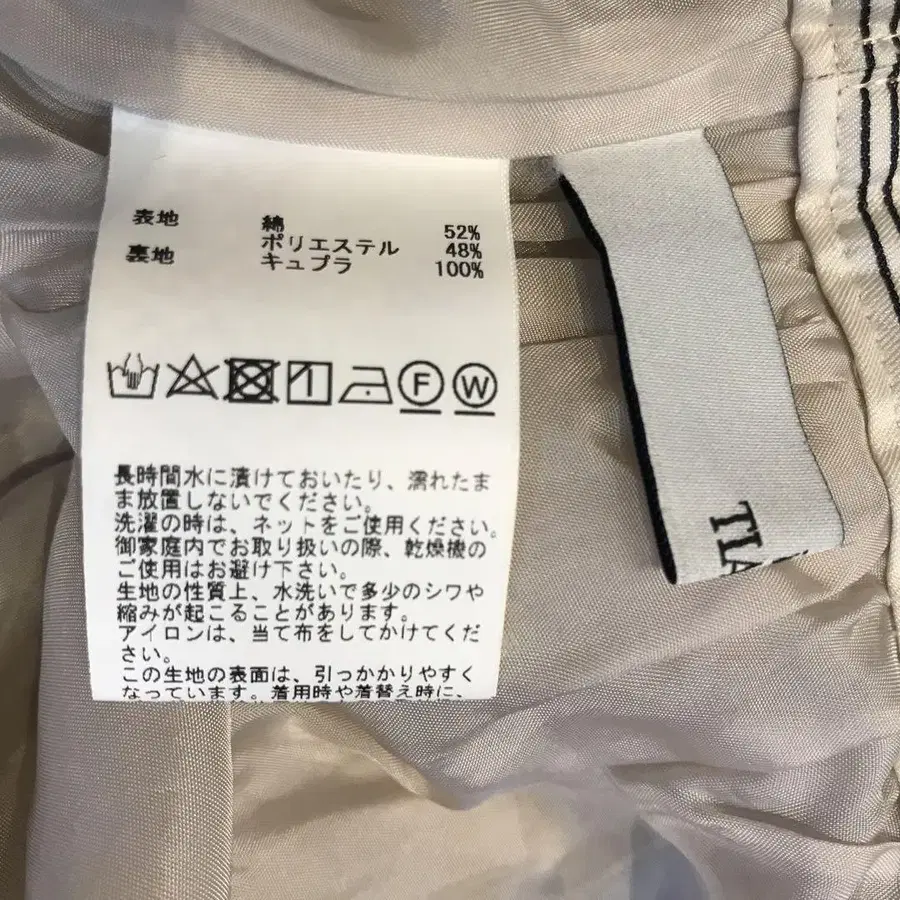 表地 綿 52%
ポリエステル 48%
裏地 キュプラ 100%
F W
長時間水に漬けておいたり、濡れたま
ま放置しないでください。
洗濯の時は、ネットをご使用ください。
御家庭内でお取り扱いの際、乾燥機の
ご使用はお避け下さい。
生地の性質上、水洗いで多少のシワや
縮みが起こることがあります。
アイロンは、当て布をしてかけてくだ
さい。
この生地の表面は、引っかかりやすく
なっています。着用時や着替え時に、
TIA